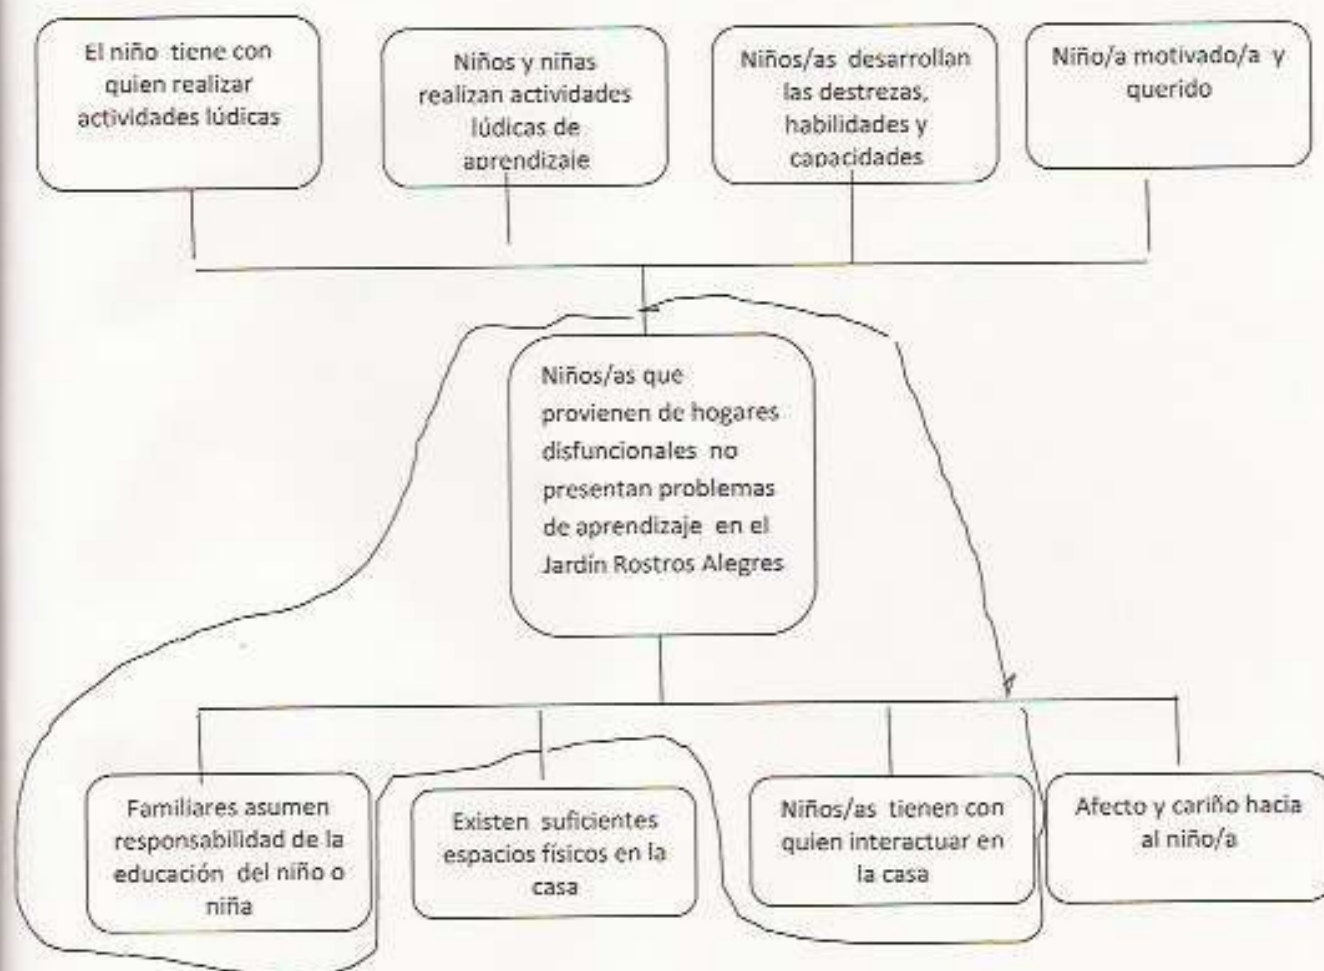 El niño tiene con
quien realizar
actividades lúdicas
Niños y niñas
realizan actividades
lúdicas de
aprendizaje
Niños/as desarrollan
las destrezas,
habilidades y
capacidades
Niño/a motivado/a y
querido
Niños/as que
provienen de hogares
disfuncionales no
presentan problemas
de aprendizaje en el
Jardín Rostros Alegres
Familiares asumen
responsabilidad de la
educación del niño o
niña
Existen suficientes
espacios físicos en la
casa
Niños/as tienen con
quien interactuar en
la casa
Afecto y cariño hacia
al niño/a